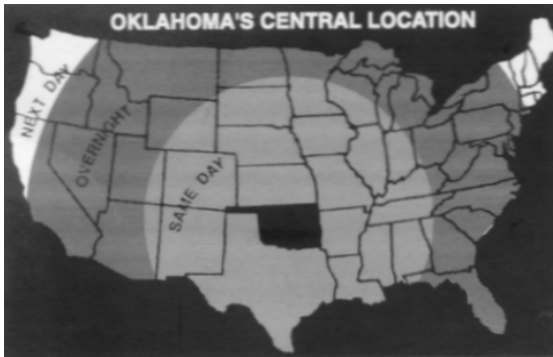 OKLAHOMA'S CENTRAL LOCATION
NEXT DAY
OVERNIGHT
SAME DAY